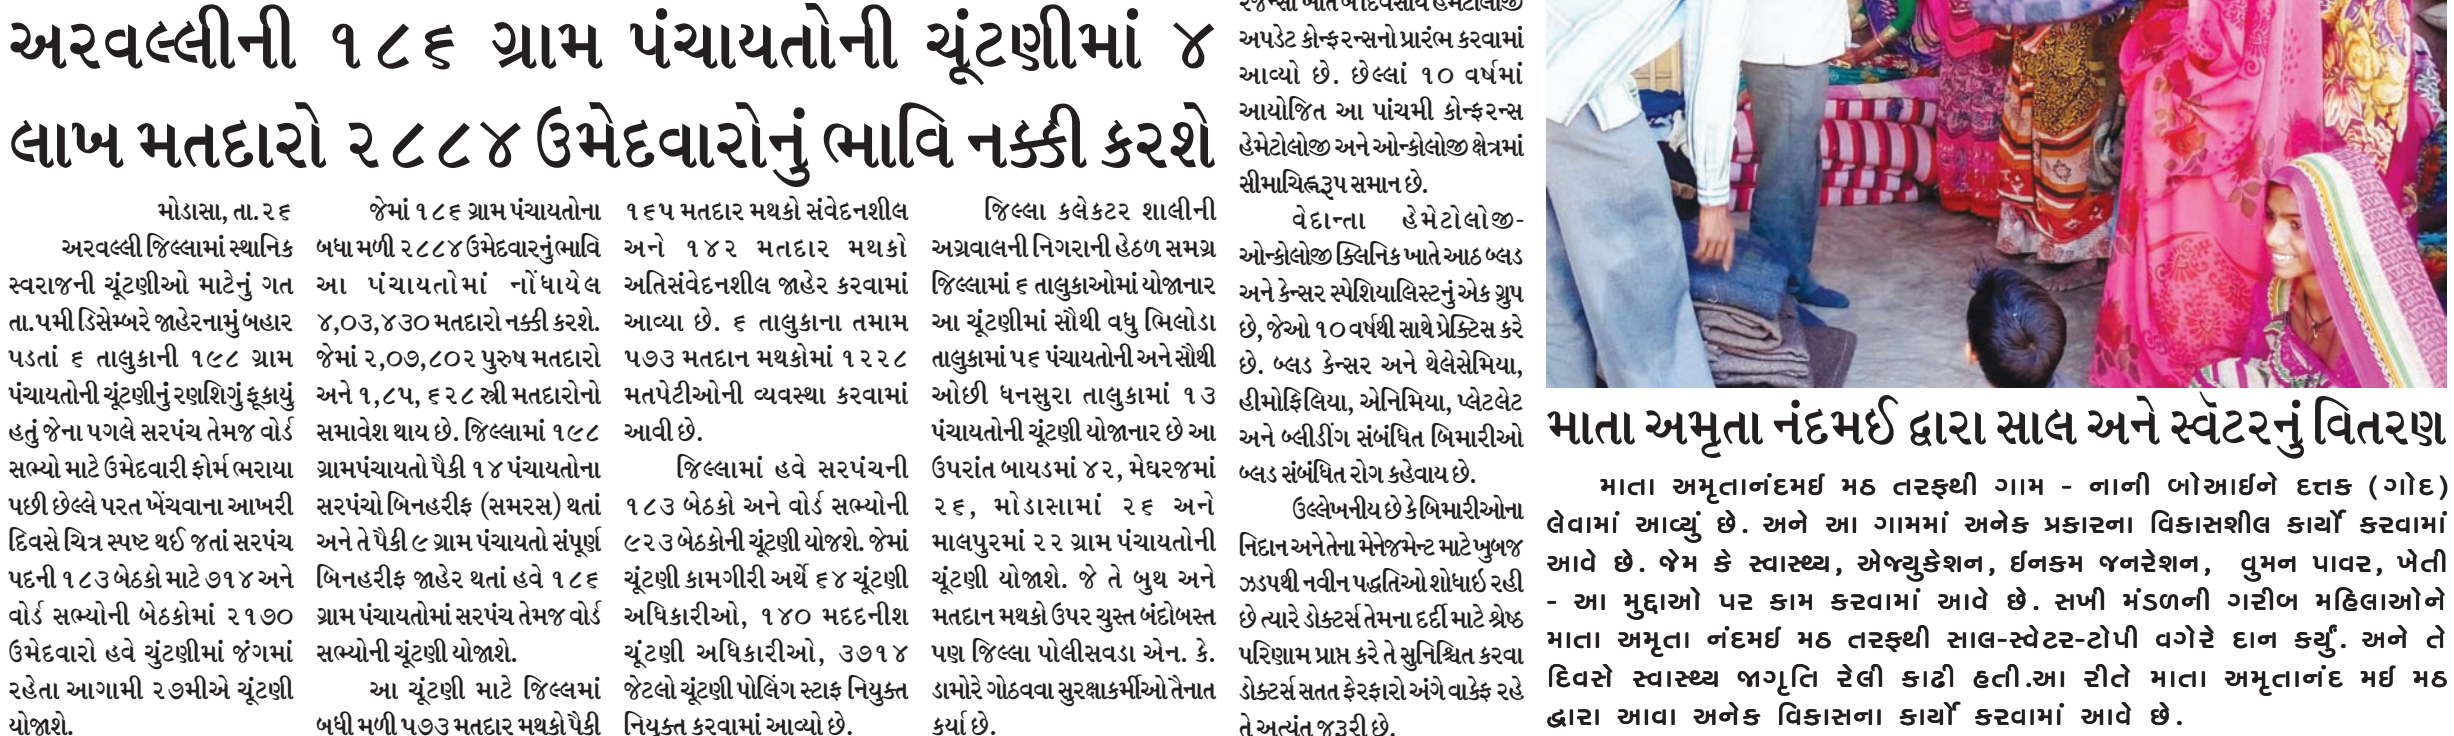 અરવલ્લીની ૧૮૬ ગ્રામ પંચાયતોની ચૂંટણીમાં ૪
લાખ મતદારો ૨૮૮૪ ઉમેદવારોનું ભાવિ નક્કી કરશે
મોડાસા, તા.૨૬
અરવલ્લી જિલ્લામાં સ્થાનિક
સ્વરાજની ચૂંટણીઓ માટેનું ગત
તા.૫મી ડિસેમ્બરે જાહેરનામું બહાર
પડતાં ૬ તાલુકાની ૧૯૮ ગ્રામ
પંચાયતોની ચૂંટણીનું રણશિગું ફૂકાયું
હતું જેના પગલે સરપંચ તેમજ વોર્ડ
સભ્યો માટે ઉમેદવારી ફોર્મ ભરાયા
પછી છેલ્લે પરત ખેંચવાના આખરી
દિવસે ચિત્ર સ્પષ્ટ થઈ જતાં સરપંચ
પદની ૧૮૩ બેઠકો માટે ૭૧૪ અને
વોર્ડ સભ્યોની બેઠકોમાં ૨૧૭૦
ઉમેદવારો હવે ચુંટણીમાં જંગમાં
રહેતા આગામી ૨૭મીએ ચૂંટણી
યોજાશે.
જેમાં ૧૮૬ ગ્રામ પંચાયતોના
બધા મળી ૨૮૮૪ ઉમેદવારનું ભાવિ
આ પંચાયતોમાં નોંધાયેલ
૪,૦૩,૪૩૦ મતદારો નક્કી કરશે.
જેમાં ૨,૦૭,૮૦૨ પુરુષ મતદારો
અને ૧,૮૫, ૬૨૮ સ્ત્રી મતદારોનો
સમાવેશ થાય છે. જિલ્લામાં ૧૯૮
ગ્રામપંચાયતો પૈકી ૧૪ પંચાયતોના
સરપંચો બિનહરીફ (સમરસ) થતાં
અને તે પૈકી ૯ ગ્રામ પંચાયતો સંપૂર્ણ
બિનહરીફ જાહેર થતાં હવે ૧૮૬
ગ્રામ પંચાયતોમાં સરપંચ તેમજ વોર્ડ
સભ્યોની ચૂંટણી યોજાશે.
આ ચૂંટણી માટે જિલ્લમાં
બધી મળી ૫૭૩ મતદાર મથકો પૈકી
૧૬૫ મતદાર મથકો સંવેદનશીલ
અને ૧૪૨ મતદાર મથકો
અતિસંવેદનશીલ જાહેર કરવામાં
આવ્યા છે. ૬ તાલુકાના તમામ
૫૭૩ મતદાન મથકોમાં ૧૨૨૮
મતપેટીઓની વ્યવસ્થા કરવામાં
આવી છે.
જિલ્લામાં હવે સરપંચની
૧૮૩ બેઠકો અને વોર્ડ સભ્યોની
૯૨૩ બેઠકોની ચૂંટણી યોજશે. જેમાં
ચૂંટણી કામગીરી અર્થે ૬૪ ચૂંટણી
અધિકારીઓ, ૧૪૦ મદદનીશ
ચૂંટણી અધિકારીઓ, ૩૭૧૪
જેટલો ચૂંટણી પોલિંગ સ્ટાફ નિયુક્ત
નિયુક્ત કરવામાં આવ્યો છે.
જિલ્લા કલેકટર શાલીની
અગ્રવાલની નિગરાની હેઠળ સમગ્ર
જિલ્લામાં ૬ તાલુકાઓમાં યોજાનાર
આ ચૂંટણીમાં સૌથી વધુ ભિલોડા
તાલુકામાં ૫૬ પંચાયતોની અને સૌથી
ઓછી ધનસુરા તાલુકામાં ૧૩
પંચાયતોની ચૂંટણી યોજાનાર છે આ
ઉપરાંત બાયડમાં ૪૨, મેઘરજમાં
૨૬, મોડાસામાં ૨૬ અને
માલપુરમાં ૨૨ ગ્રામ પંચાયતોની
ચૂંટણી યોજાશે. જે તે બુથ અને
મતદાન મથકો ઉપર ચુસ્ત બંદોબસ્ત
પણ જિલ્લા પોલીસવડા એન. કે.
ડામોરે ગોઠવવા સુરક્ષાકર્મીઓ તૈનાત
કર્યા છે.
અપડેટ કોન્ફરન્સનો પ્રારંભ કરવામાં
આવ્યો છે. છેલ્લાં ૧૦ વર્ષમાં
આયોજિત આ પાંચમી કોન્ફરન્સ
હેમેટોલોજી અને ઓન્કોલોજી ક્ષેત્રમાં
સીમાચિહ્નરૂપ સમાન છે.
વેદાન્તા હેમેટોલોજી-
ઓન્કોલોજી ક્લિનિક ખાતે આઠ બ્લડ
અને કેન્સર સ્પેશિયાલિસ્ટનું એક ગ્રુપ
છે, જેઓ ૧૦ વર્ષથી સાથે પ્રેક્ટિસ કરે
છે. બ્લડ કેન્સર અને થેલેસેમિયા,
હીમોફિલિયા, એનિમિયા, પ્લેટલેટ
અને બ્લીડીંગ સંબંધિત બિમારીઓ
બ્લડ સંબંધિત રોગ કહેવાય છે.
ઉલ્લેખનીય છે કે બિમારીઓના
નિદાન અને તેના મેનેજમેન્ટ માટે ખુબજ
ઝડપથી નવીન પદ્ધતિઓ શોધાઈ રહી
છે ત્યારે ડોક્ટર્સ તેમના દર્દી માટે શ્રેષ્ઠ
પરિણામ પ્રાપ્ત કરે તે સુનિશ્ચિત કરવા
ડોક્ટર્સ સતત ફેરફારો અંગે વાકેફ રહે
તે અત્યંત જરૂરી છે.
માતા અમૃતા નંદમઈ દ્વારા સાલ અને સ્વેટરનું વિતરણ
માતા અમૃતાનંદમઈ મઠ તરફથી ગામ - નાની બોઆઈને દત્તક (ગોદ)
લેવામાં આવ્યું છે. અને આ ગામમાં અનેક પ્રકારના વિકાસશીલ કાર્યો કરવામાં
આવે છે. જેમ કે સ્વાસ્થ્ય, એજ્યુકેશન, ઈનકમ જનરેશન, વુમન પાવર, ખેતી
- આ મુદ્દાઓ પર કામ કરવામાં આવે છે. સખી મંડળની ગરીબ મહિલાઓને
માતા અમૃતા નંદમઈ મઠ તરફથી સાલ-સ્વેટર-ટોપી વગેરે દાન કર્યું. અને તે
દિવસે સ્વાસ્થ્ય જાગૃતિ રેલી કાઢી હતી.આ રીતે માતા અમૃતાનંદ મઈ મઠ
દ્વારા આવા અનેક વિકાસના કાર્યો કરવામાં આવે છે.